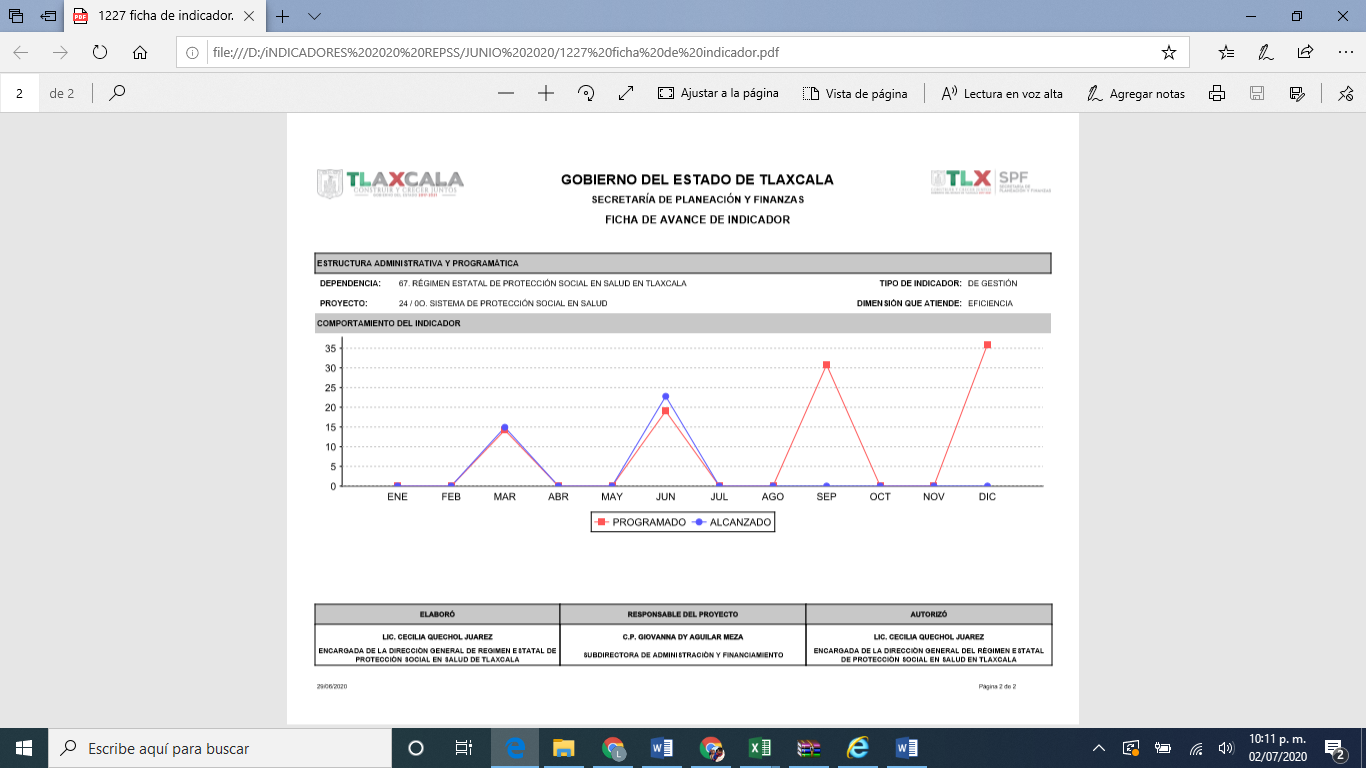 1227 ficha de indicador.
file:///D:/iNDICADORES%202020%20REPSS/JUNIO%202020/1227%20ficha%20de%20indicador.pdf
2 de 2 Ajustar a la página Vista de página Lectura en voz alta Agregar notas
TLAXCALA
CONSTRUIR Y CRECER JUNTOS
GOBIERNO DEL ESTADO DE TLAXCALA
SECRETARÍA DE PLANEACIÓN Y FINANZAS
FICHA DE AVANCE DE INDICADOR
TLX SPF
ESTRUCTURA ADMINISTRATIVA Y PROGRAMÁTICA
DEPENDENCIA: 67. RÉGIMEN ESTATAL DE PROTECCIÓN SOCIAL EN SALUD EN TLAXCALA TIPO DE INDICADOR: DE GESTIÓN
PROYECTO: 24 / 0O. SISTEMA DE PROTECCIÓN SOCIAL EN SALUD DIMENSIÓN QUE ATIENDE: EFICIENCIA
COMPORTAMIENTO DEL INDICADOR
35
30
25
20
15
10
5
0
ENE FEB MAR ABR MAY JUN JUL AGO SEP OCT NOV DIC
PROGRAMADO ALCANZADO
ELABORÓ RESPONSABLE DEL PROYECTO AUTORIZÓ
LIC. CECILIA QUECHOL JUAREZ C.P. GIOVANNA DY AGUILAR MEZA LIC. CECILIA QUECHOL JUAREZ
ENCARGADA DE LA DIRECCIÓN GENERAL DE REGIMEN ESTATAL DE
PROTECCIÓN SOCIAL EN SALUD DE TLAXCALA
SUBDIRECTORA DE ADMINISTRACIÓN Y FINANCIAMIENTO
ENCARGADA DE LA DIRECCIÓN GENERAL DEL RÉGIMEN ESTATAL
DE PROTECCIÓN SOCIAL EN SALUD EN TLAXCALA
29/06/2020 Página 2 de 2
Escribe aquí para buscar
10:11 p. m.
02/07/2020
2